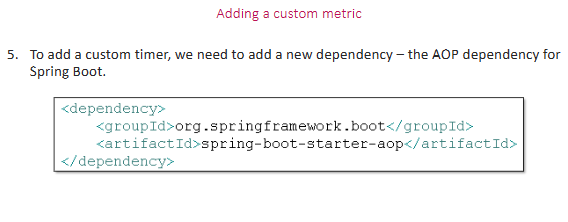 Adding a custom metric
5. To add a custom timer, we need to add a new dependency – the AOP dependency for
Spring Boot.
<dependency>
<groupId>org.springframework.boot</groupId>
<artifactId>spring-boot-starter-aop</artifactId>
</dependency>